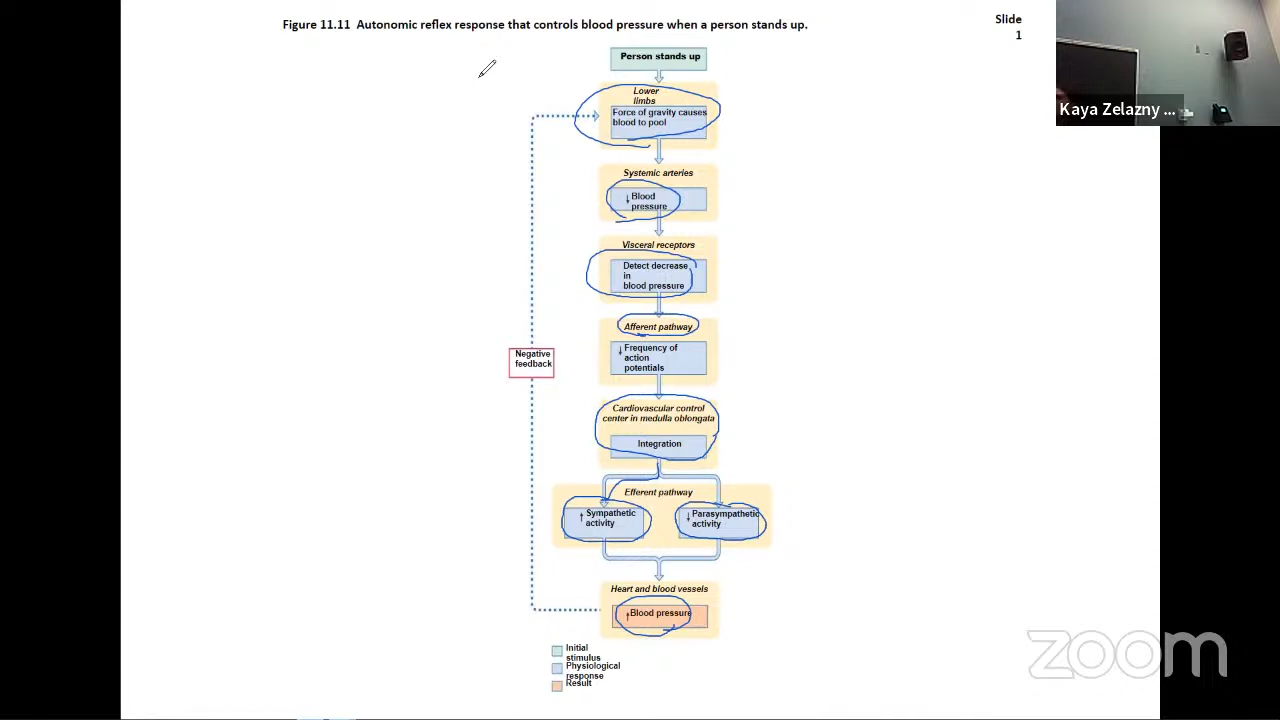 Figure 11.11 Autonomic reflex response that controls blood pressure when a person stands up.
Slide
1
Kaya Zelazny ...
Person stands up
Lower
limbs
Force of gravity causes
blood to pool
Systemic arteries
↓ Blood
pressure
Visceral receptors
Detect decrease
in
blood pressure
Afferent pathway
↓ Frequency of
action
potentials
Negative
feedback
Cardiovascular control
center in medulla oblongata
Integration
Efferent pathway
↑ Sympathetic
activity
↓ Parasympathetic
activity
Heart and blood vessels
↑ Blood pressure
Initial
stimulus
Physiological
response
Result
zoom